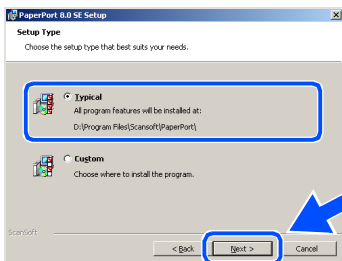 PaperPort 8.0 SE Setup
Setup Type
Choose the setup type that best suits your needs.
Typical
All program features will be installed at:
D:\Program Files\Scansoft\PaperPort\
Custom
Choose where to install the program.
ScanSoft
< Back Next > Cancel